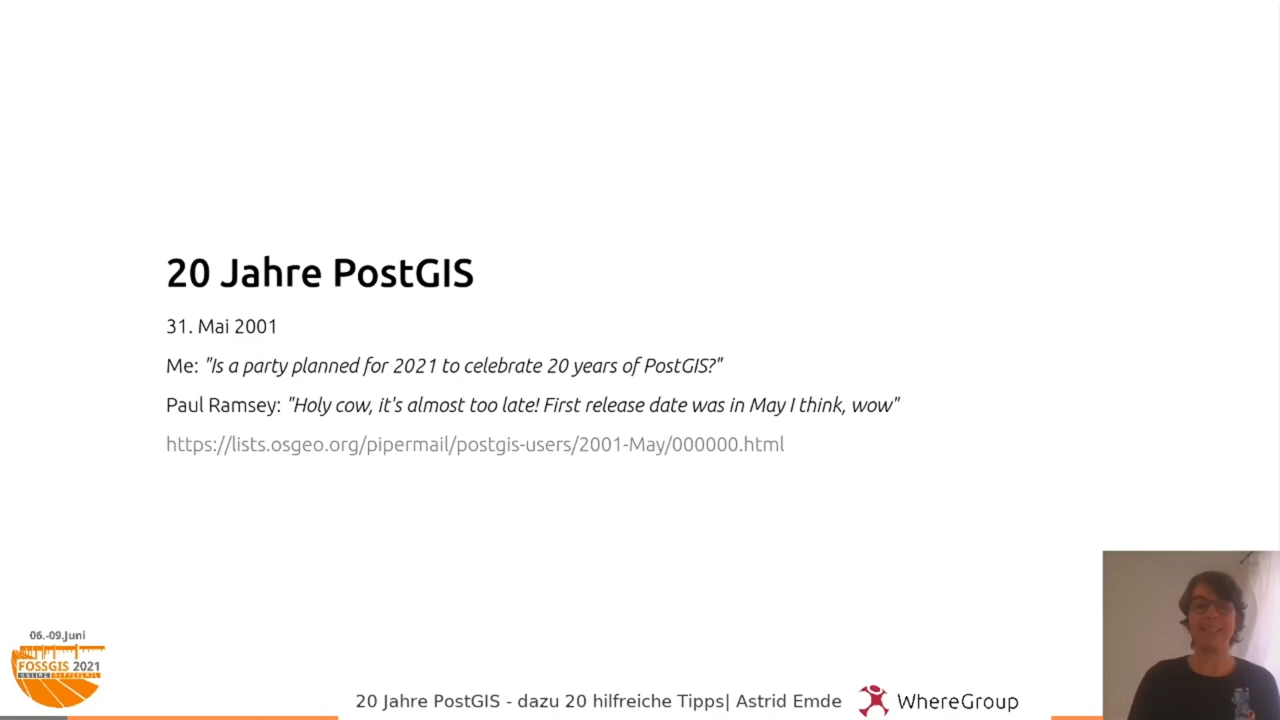 20 Jahre PostGIS
31. Mai 2001
Me: "Is a party planned for 2021 to celebrate 20 years of PostGIS?"
Paul Ramsey: "Holy cow, it's almost too late! First release date was in May I think, wow"
https://lists.osgeo.org/pipermail/postgis-users/2001-May/000000.html
06.-09.Juni
FOSSGIS 2021
ONLINE
20 Jahre PostGIS - dazu 20 hilfreiche Tipps| Astrid Emde
WhereGroup